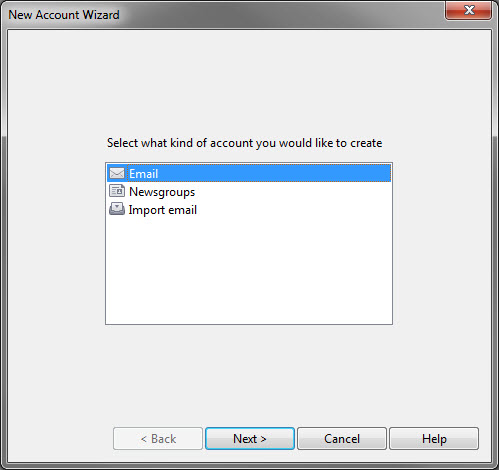 New Account Wizard
Select what kind of account you would like to create
Email
Newsgroups
Import email
< Back
Next >
Cancel
Help